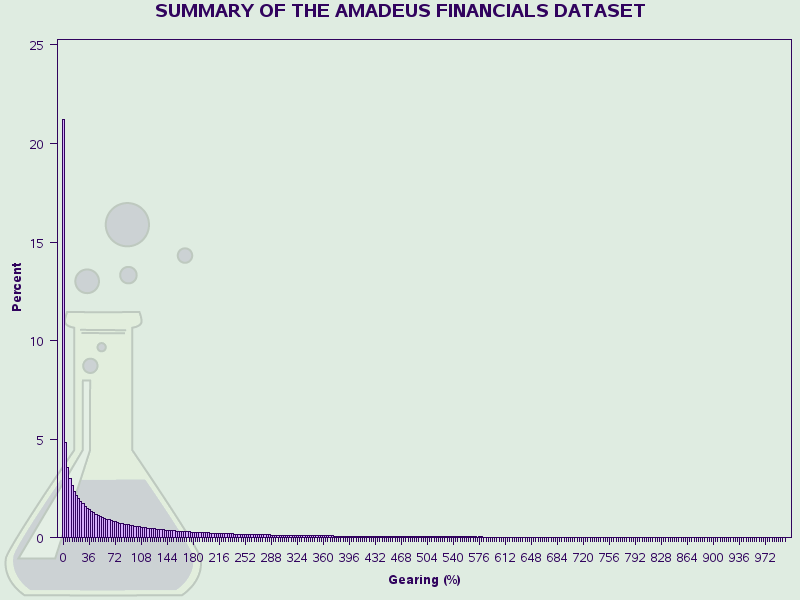 SUMMARY OF THE AMADEUS FINANCIALS DATASET
25
20
15
10
5
0
Percent
0 36 72 108 144 180 216 252 288 324 360 396 432 468 504 540 576 612 648 684 720 756 792 828 864 900 936 972
Gearing (%)